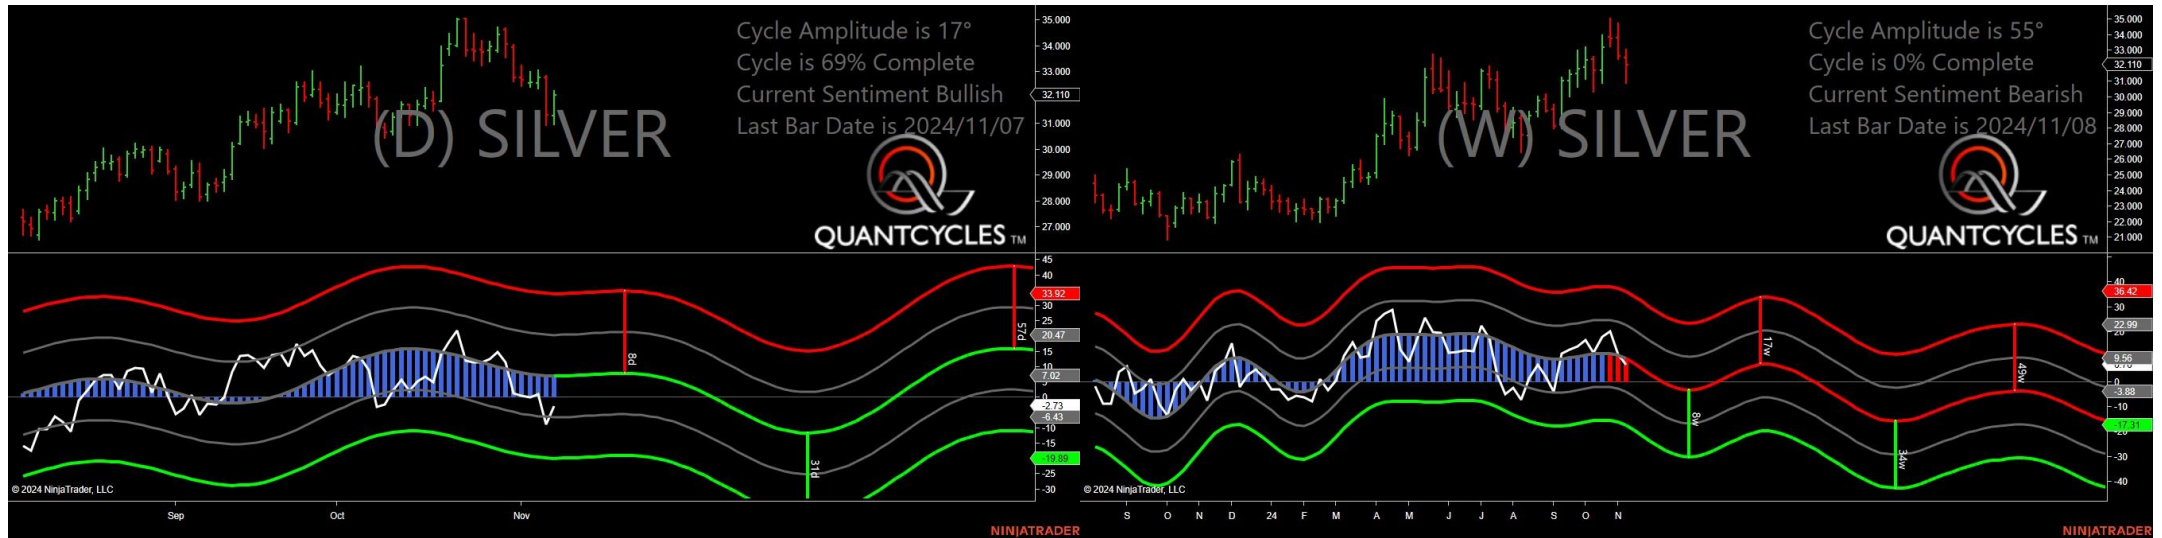 Cycle Amplitude is 17°
Cycle is 69% Complete
Current Sentiment Bullish
Last Bar Date is 2024/11/07
(D) SILVER
QUANTCYCLES TM
35.000
34.000
33.000
32.110
31.000
30.000
29.000
28.000
27.000
45
40
33.92
30
25
20.47
15
10
7.02
0
-2.73
-6.43
-10
-15
-19.89
-25
-30
8d
31d
57d
© 2024 NinjaTrader, LLC
Sep Oct Nov
NINJATRADER
Cycle Amplitude is 55°
Cycle is 0% Complete
Current Sentiment Bearish
Last Bar Date is 2024/11/08
(W) SILVER
QUANTCYCLES TM
35.000
34.000
33.000
32.110
31.000
30.000
29.000
28.000
27.000
26.000
25.000
24.000
23.000
22.000
21.000
40
36.42
30
22.99
20
9.56
0
-3.88
-10
-17.31
-20
-30
-40
8w
17w
34w
49w
© 2024 NinjaTrader, LLC
S O N D 24 F M A M J J A S O N
NINJATRADER